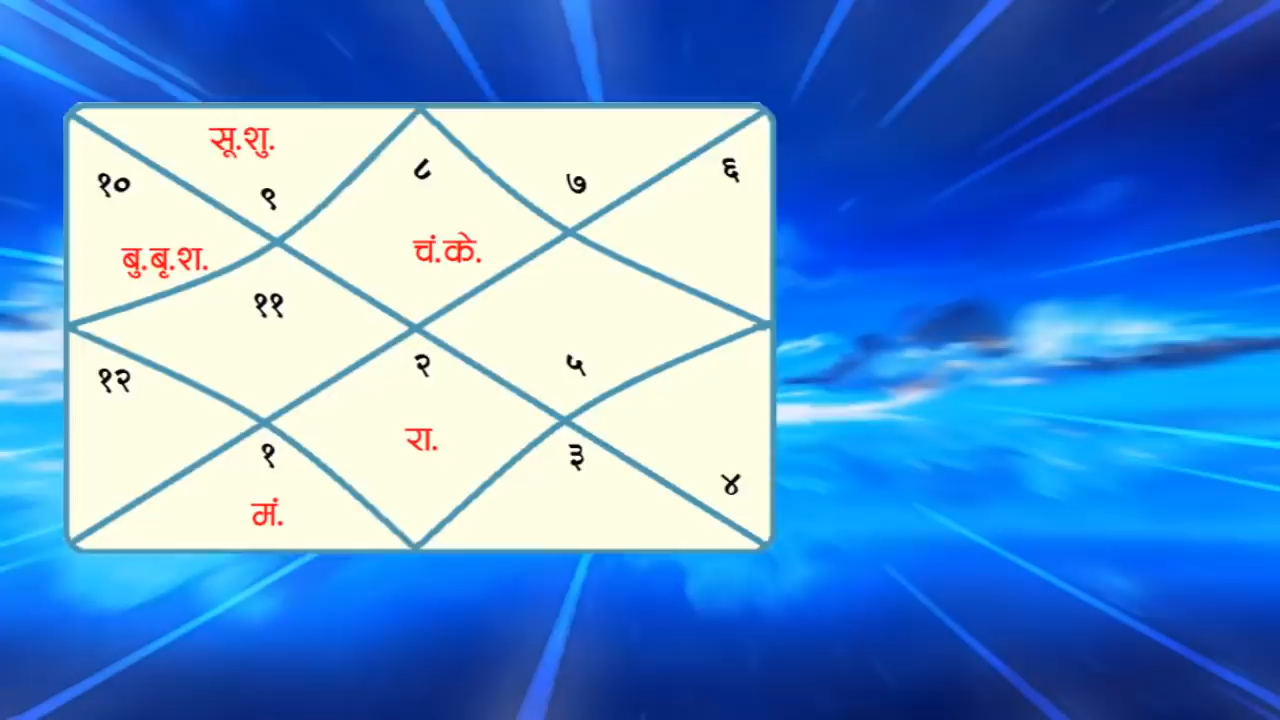 सू.शु.
१० ९ ८ ७ ६
बु.बृ.श. चं.के.
११
१२ २ ५
रा.
१ ३ ४
मं.